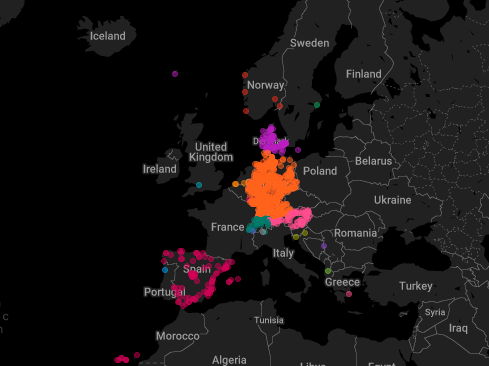 Iceland
Sweden
Norway
Finland
United
Kingdom
Ireland
Poland
Belarus
Ukraine
France
Romania
Italy
Spain
Portugal
Greece
Turkey
Tunisia
Syria
Morocco
Iraq
Algeria